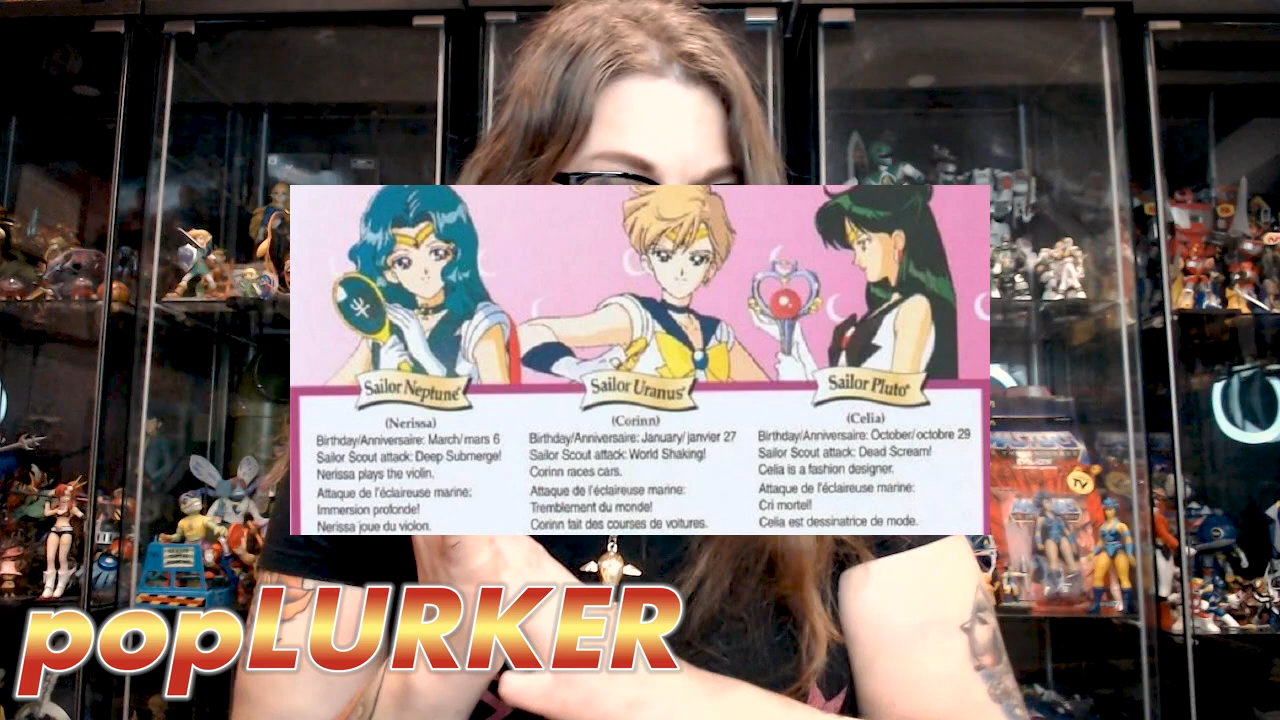 Sailor Neptune
Sailor Uranus
Sailor Pluto
(Nerissa)
Birthday/Anniversaire: March/mars 6
Sailor Scout attack: Deep Submerge!
Nerissa plays the violin.
Attaque de l'éclaireuse marine:
Immersion profonde!
Nerissa joue du violon.
(Corinn)
Birthday/Anniversaire: January/janvier 27
Sailor Scout attack: World Shaking!
Corinn races cars.
Attaque de l'éclaireuse marine:
Tremblement du monde!
Corinn fait des courses de voitures.
(Celia)
Birthday/Anniversaire: October/octobre 29
Sailor Scout attack: Dead Scream!
Celia is a fashion designer.
Attaque de l'éclaireuse marine:
Cri mortel!
Celia est dessinatrice de mode.
TV
popLURKER